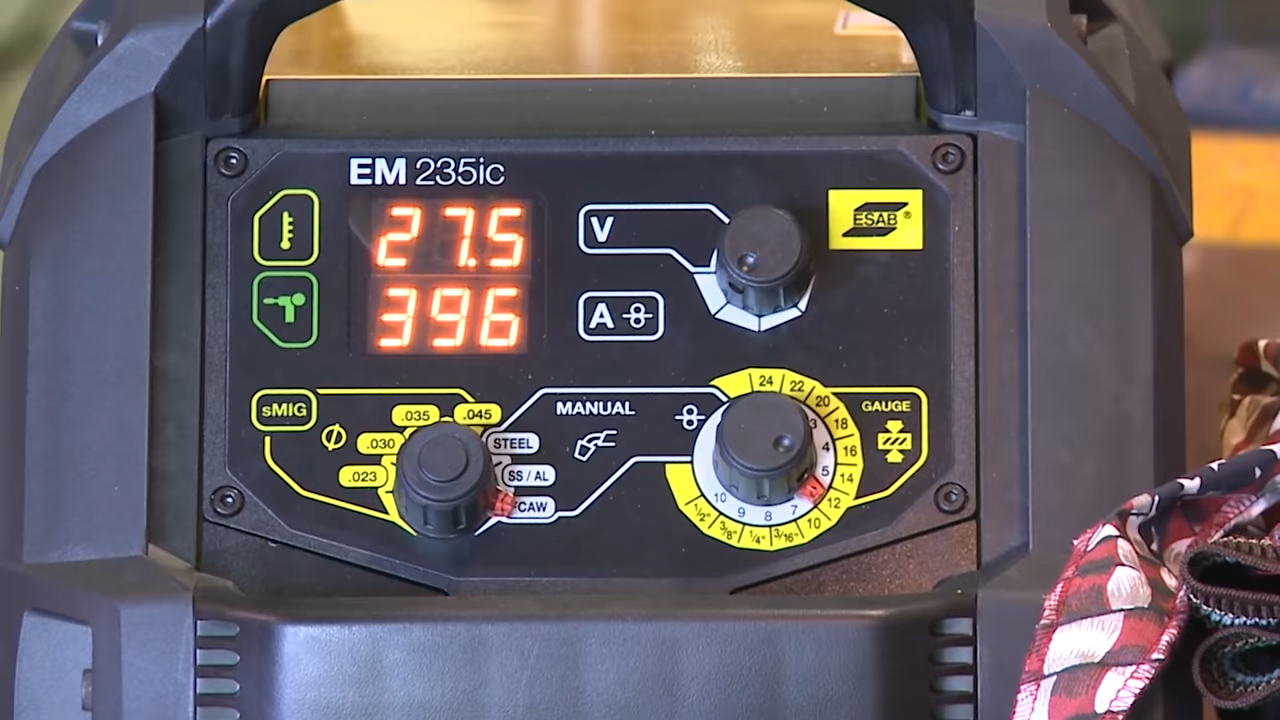 EM 235ic
27.5
396
V
A
ESAB®
sMIG
.035
.045
.030
.023
STEEL
SS / AL
FCAW
MANUAL
GAUGE
24
22
20
18
16
14
12
10
3/16"
1/4"
3/8"
1/2"
3
4
5
7
8
9
10